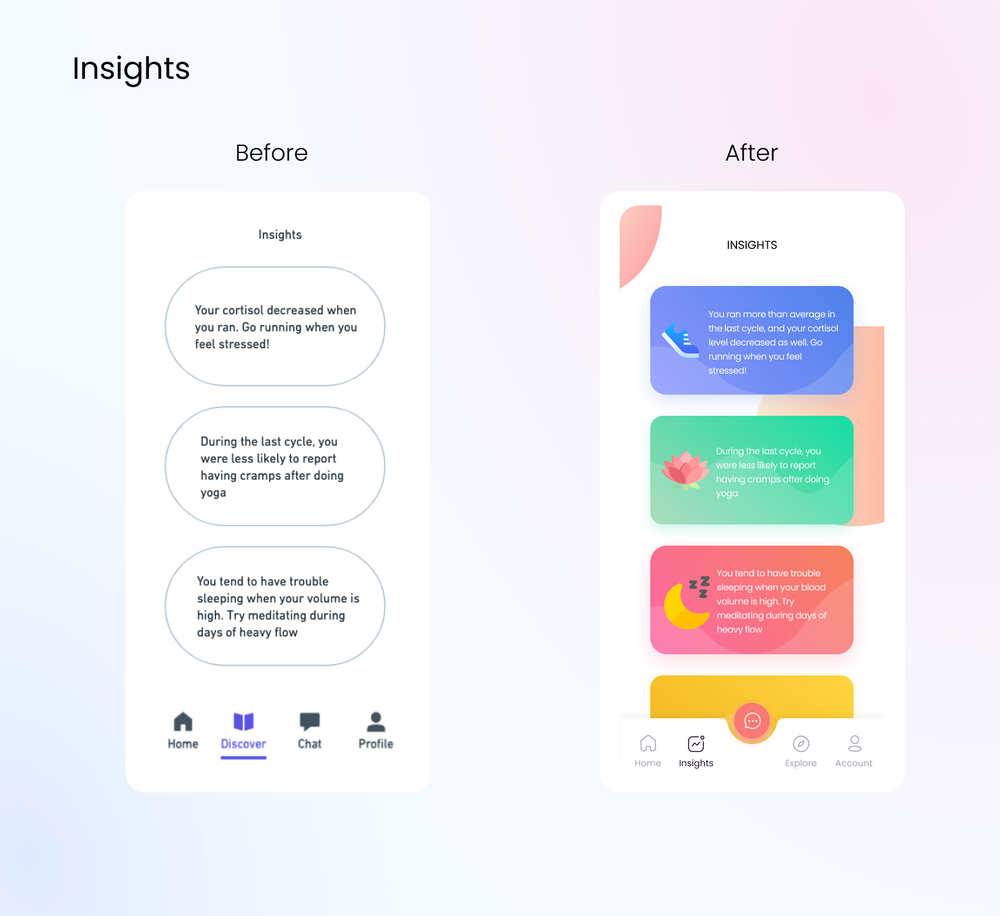 Insights
Before
Insights
Your cortisol decreased when
you ran. Go running when you
feel stressed!
During the last cycle, you
were less likely to report
having cramps after doing
yoga
You tend to have trouble
sleeping when your volume is
high. Try meditating during
days of heavy flow
Home
Discover
Chat
Profile
After
INSIGHTS
You ran more than average in
the last cycle, and your cortisol
level decreased as well. Go
running when you feel
stressed!
During the last cycle, you
were less likely to report
having cramps after doing
yoga
z z z
You tend to have trouble
sleeping when your blood
volume is high. Try
meditating during days of
heavy flow
Home
Insights
Explore
Account